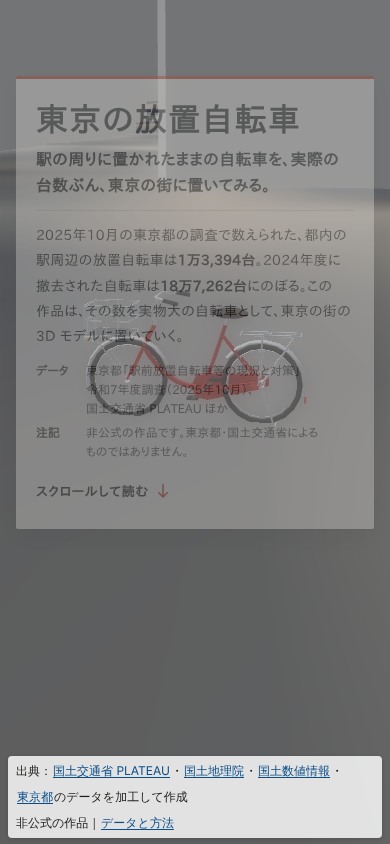 東京の放置自転車
駅の周りに置かれたままの自転車を、実際の
台数ぶん、東京の街に置いてみる。
2025年10月の東京都の調査で数えられた、都内の
駅周辺の放置自転車は1万3,394台。2024年度に
撤去された自転車は18万7,262台にのぼる。この
作品は、その数を実物大の自転車として、東京の街の
3D モデルに置いていく。
データ 東京都「駅前放置自転車等の現況と対策」
令和7年度調査（2025年10月）、
国土交通省 PLATEAU ほか
注記 非公式の作品です。東京都・国土交通省による
ものではありません。
スクロールして読む ↓
出典：国土交通省 PLATEAU・国土地理院・国土数値情報・
東京都のデータを加工して作成
非公式の作品｜データと方法